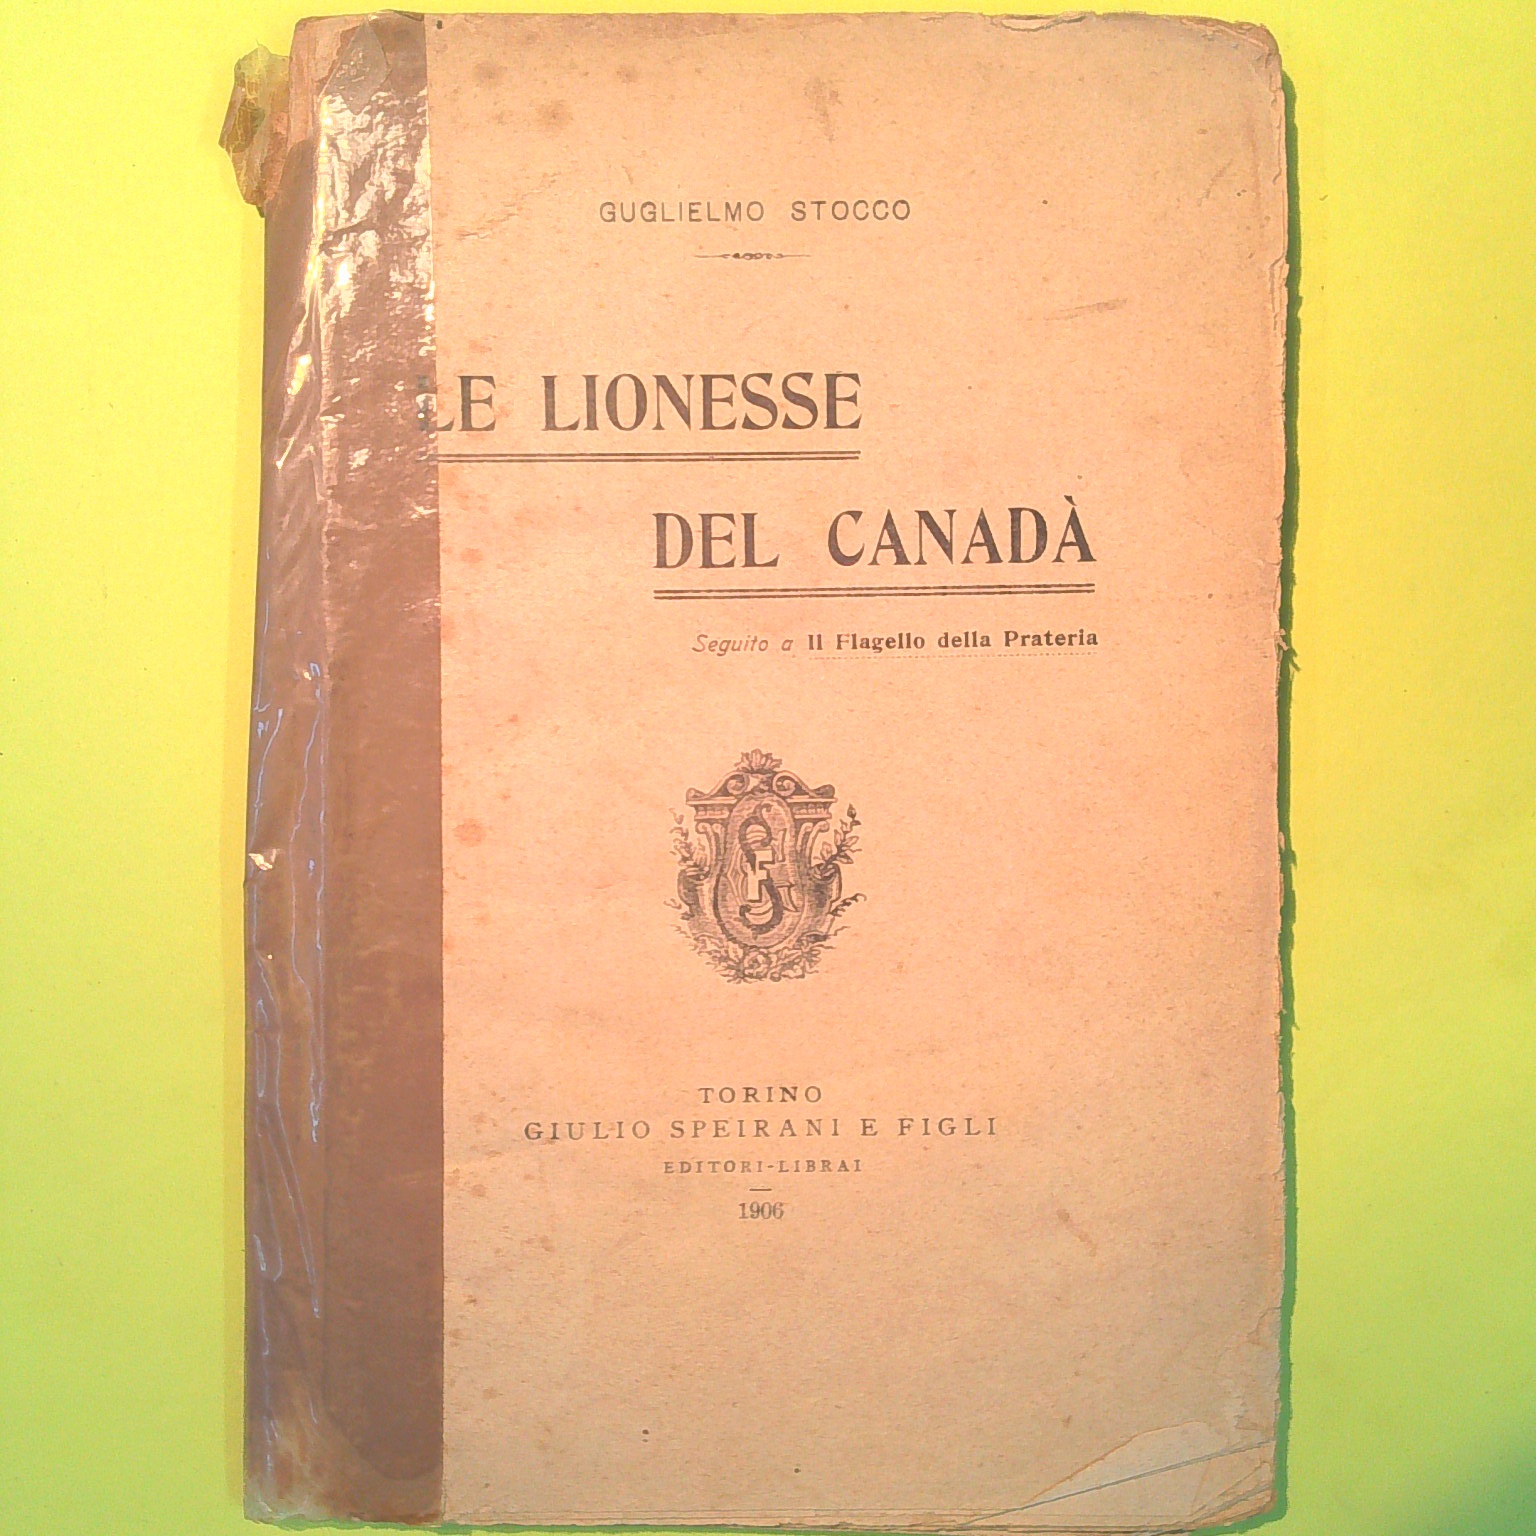 GUGLIELMO STOCCO
LE LIONESSE
DEL CANADÀ
Seguito a Il Flagello della Prateria
TORINO
GIULIO SPEIRANI E FIGLI
EDITORI-LIBRAI
1906